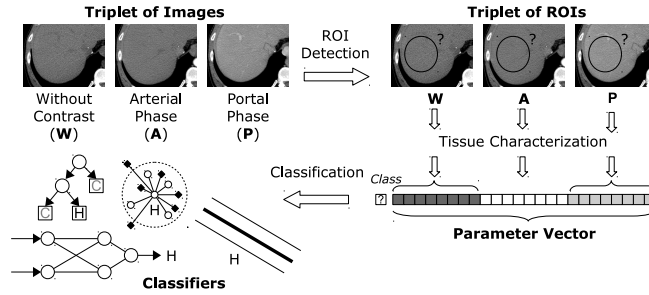 Triplet of Images
Triplet of ROIs
ROI
Detection
?
?
?
Without
Contrast
(W)
Arterial
Phase
(A)
Portal
Phase
(P)
W
A
P
Tissue Characterization
Classification
Class
?
Parameter Vector
C
C
H
H
H
H
Classifiers